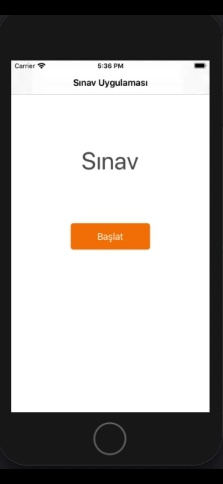 Carrier 5:36 PM
Sınav Uygulaması
Sınav
Başlat